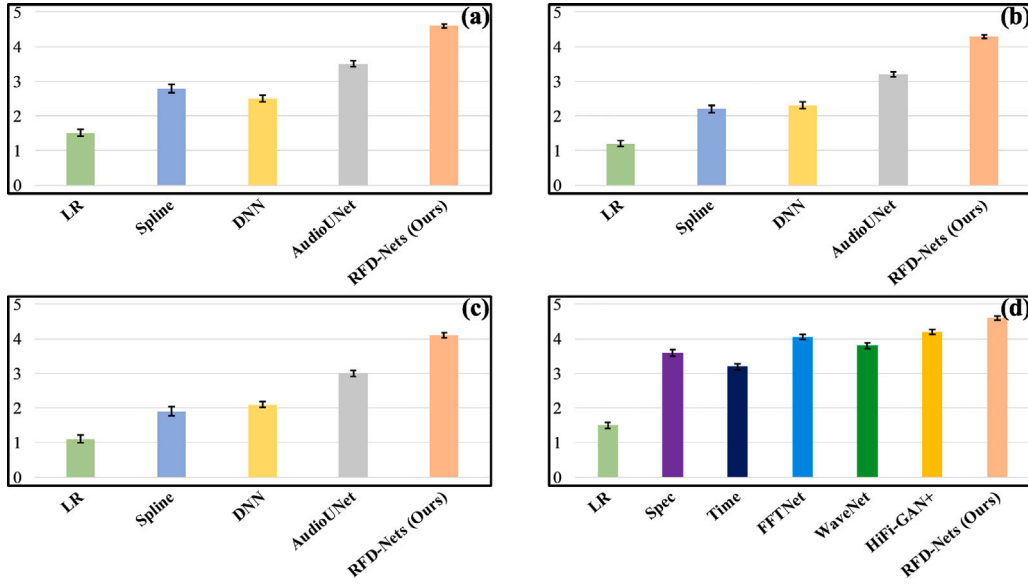 (a)
5
4
3
2
1
0
LR
Spline
DNN
AudioUNet
RFD-Nets (Ours)
(b)
5
4
3
2
1
0
LR
Spline
DNN
AudioUNet
RFD-Nets (Ours)
(c)
5
4
3
2
1
0
LR
Spline
DNN
AudioUNet
RFD-Nets (Ours)
(d)
5
4
3
2
1
0
LR
Spec
Time
FFTNet
WaveNet
HiFi-GAN+
RFD-Nets (Ours)